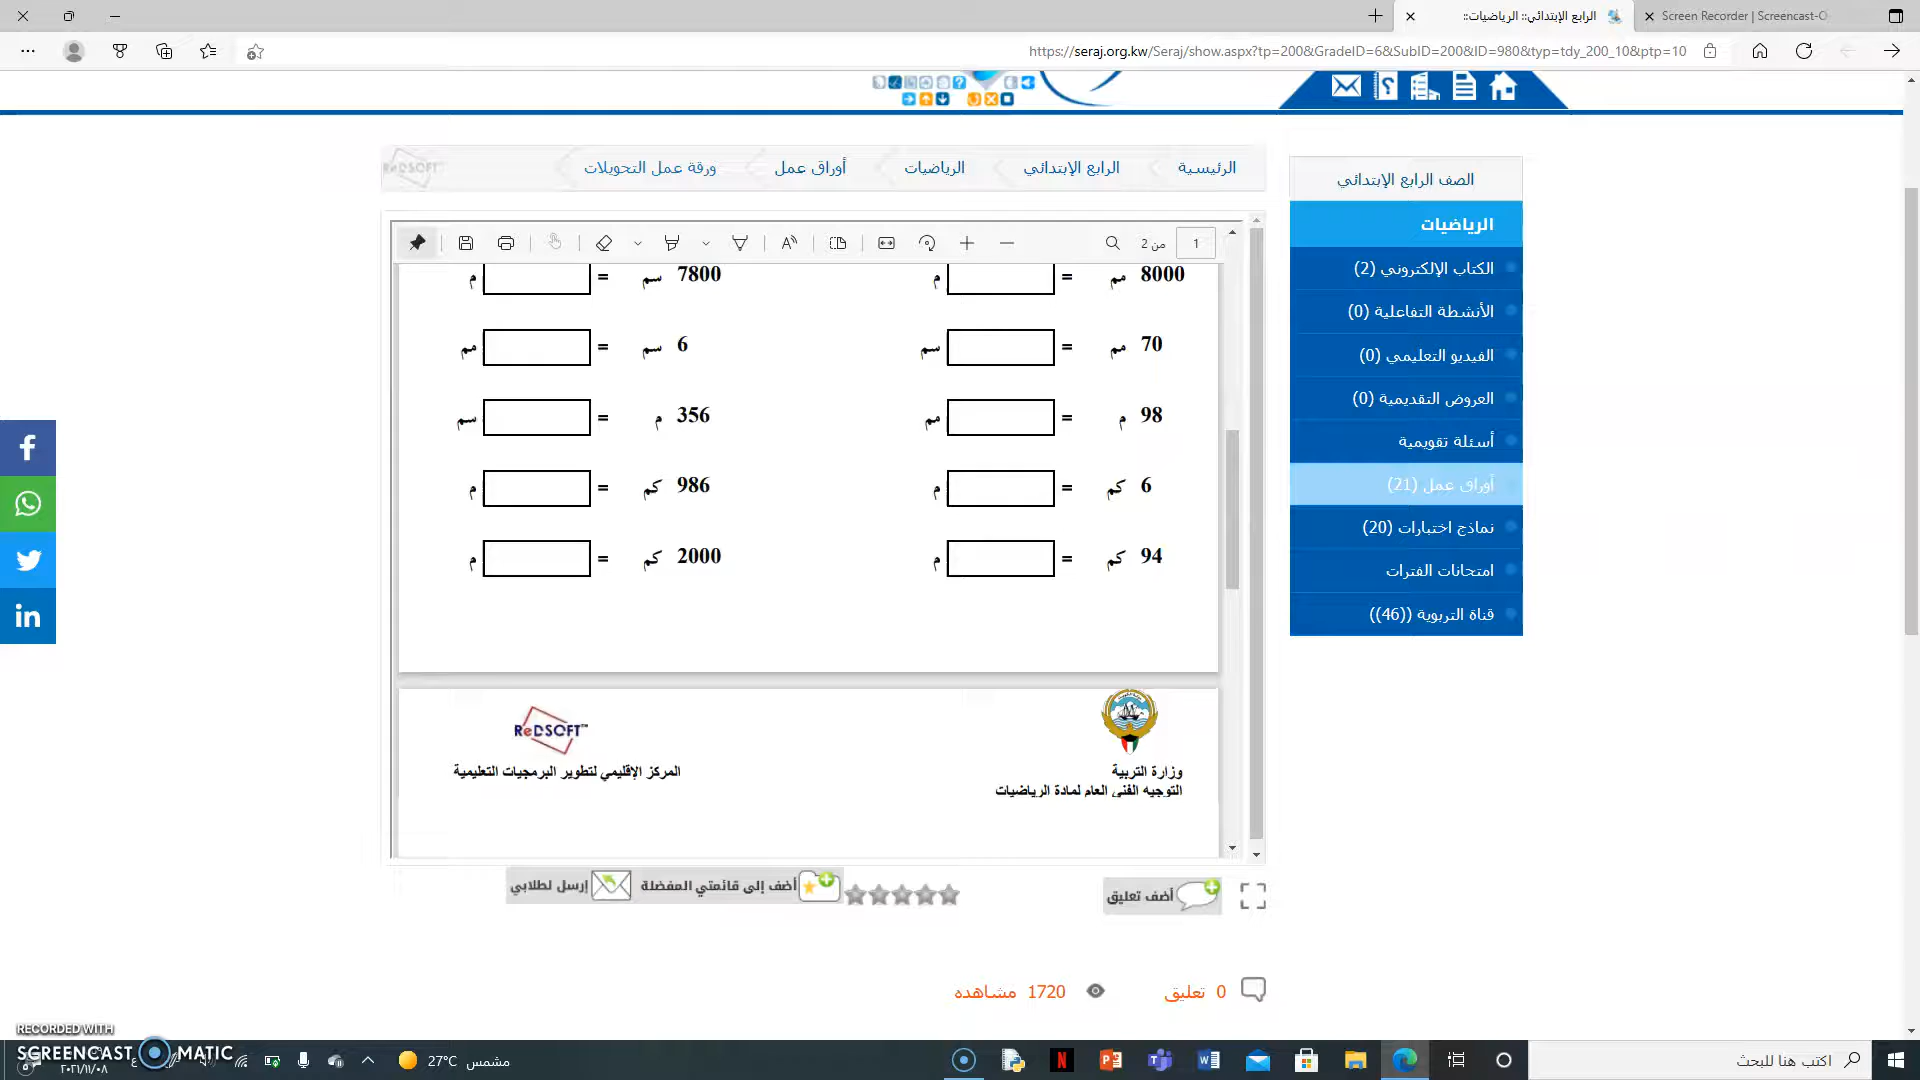 الرابع الإبتدائي:: الرياضيات::
Screen Recorder | Screencast-O
https://seraj.org.kw/Seraj/show.aspx?tp=200&GradeID=6&SubID=200&ID=980&typ=tdy_200_10&ptp=10
الرئيسية
الرابع الإبتدائي
الرياضيات
أوراق عمل
ورقة عمل التحويلات
REDSOFT
الصف الرابع الإبتدائي
الرياضيات
الكتاب الإلكتروني (2)
الأنشطة التفاعلية (0)
الفيديو التعليمي (0)
العروض التقديمية (0)
أسئلة تقويمية
أوراق عمل (21)
نماذج اختبارات (20)
امتحانات الفترات
قناة التربوية ((46))
1 من 2
8000 مم = م
7800 سم = م
70 مم = سم
6 سم = مم
98 م = مم
356 م = سم
6 كم = م
986 كم = م
94 كم = م
2000 كم = م
ReDSOFT™
وزارة التربية
المركز الإقليمي لتطوير البرمجيات التعليمية
التوجيه الفني العام لمادة الرياضيات
أضف تعليق
أضف إلى قائمتي المفضلة
إرسل لطلابي
0 تعليق
1720 مشاهده
RECORDED WITH
SCREENCAST MATIC
٢٠٢١/١١/٠٨
27°C مشمس
اكتب هنا للبحث